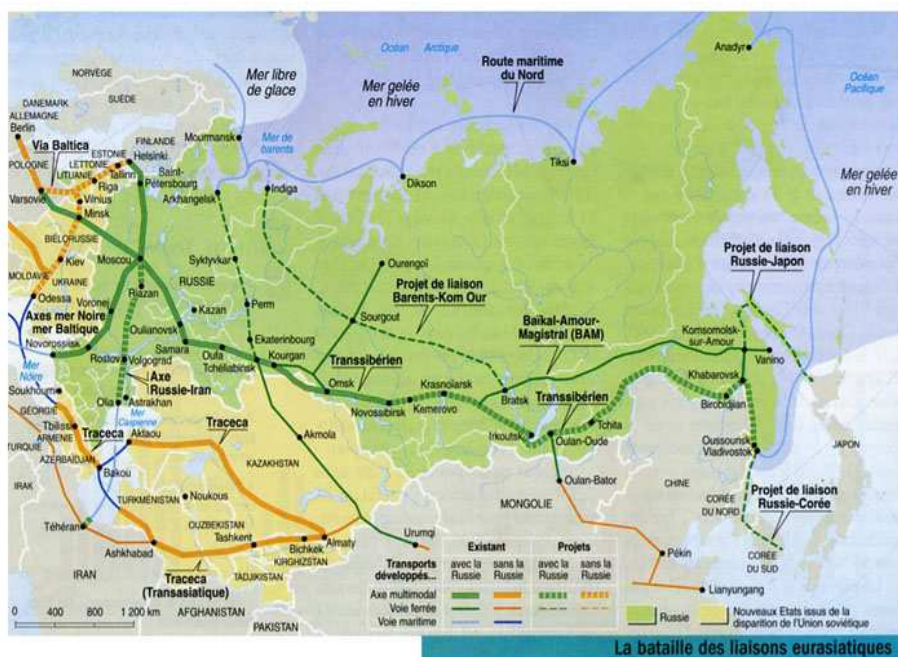 Océan Arctique
Anadyr
NORVÈGE
Mer libre
de glace
Mer gelée
en hiver
Route maritime
du Nord
Océan
Pacifique
SUÈDE
DANEMARK
ALLEMAGNE
Berlin
FINLANDE
Mourmansk
Mer de
barents
Via Baltica
ESTONIE
Helsinki
LETTONIE
Tallinn
Saint-
Pétersbourg
POLOGNE
LITUANIE
Riga
Dikson
Tiksi
Mer gelée
en hiver
Varsovie
Vilnius
Arkhangelsk
Indiga
Minsk
BIÉLORUSSIE
Kiev
Moscou
Syktyvkar
Ourengoï
Projet de liaison
Russie-Japon
MOLDAVIE
UKRAINE
RUSSIE
Projet de liaison
Barents-Kom Our
Odessa
Riazan
Perm
Voronej
Kazan
Sourgout
Baïkal-Amour-
Magistral (BAM)
Komsomolsk-
sur-Amour
Axes mer Noire
mer Baltique
Oulianovsk
Ekaterinbourg
Vanino
Novorossisk
Samara
Oufa
Kourgan
Transsibérien
Rostov
Volgograd
Tchéliabinsk
Krasnoïarsk
Bratsk
Khabarovsk
Mer
Noire
Axe
Russie-Iran
Omsk
Transsibérien
Soukhoumi
Olia
Astrakhan
Novossibirsk
Kemerovo
Tchita
Birobidjian
GÉORGIE
Mer
Caspienne
Irkoutsk
Oulan-Oude
Tbilissi
Traceca
Aktaou
Traceca
Akmola
Oussourisk
Vladivostok
JAPON
TURQUIE
ARMÉNIE
AZERBAÏDJAN
KAZAKHSTAN
Oulan-Bator
CHINE
Bakou
MONGOLIE
CORÉE
DU NORD
Projet de liaison
Russie-Corée
IRAK
TURKMÉNISTAN
Noukous
Téhéran
OUZBEKISTAN
Tashkent
Bichkek
Almaty
Urumqi
Pékin
CORÉE
DU SUD
Ashkhabad
KIRGHIZSTAN
IRAN
Traceca
(Transasiatique)
TADJIKISTAN
Lianyungang
AFGHANISTAN
PAKISTAN
0 400 800 1 200 km
Existant Projets
Transports
développés...
avec la
Russie
sans la
Russie
avec la
Russie
sans la
Russie
Axe multimodal
Voie ferrée
Voie maritime
Russie
Nouveaux Etats issus de la
disparition de l'Union soviétique
La bataille des liaisons eurasiatiques